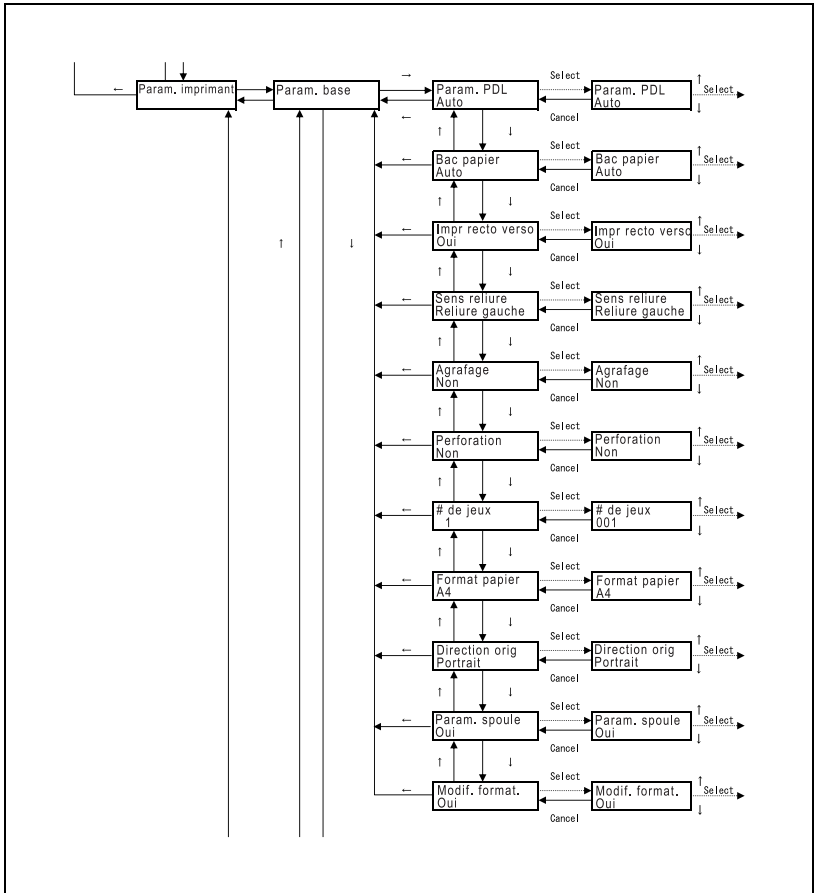 → Select ↑
← Param. imprimant Param. base Param. PDL Param. PDL Select
Auto Auto
← Cancel ↓
↑ ↓ Select ↑
← Bac papier Bac papier Select
Auto Auto
Cancel ↓
↑ ↓ Select ↑
← Impr recto verso Impr recto verso Select
↑ ↓ Oui Oui
Cancel ↓
↑ ↓ Select ↑
← Sens reliure Sens reliure Select
Reliure gauche Reliure gauche
Cancel ↓
↑ ↓ Select ↑
← Agrafage Agrafage Select
Non Non
Cancel ↓
↑ ↓ Select ↑
← Perforation Perforation Select
Non Non
Cancel ↓
↑ ↓ Select ↑
← # de jeux # de jeux Select
1 001
Cancel ↓
↑ ↓ Select ↑
← Format papier Format papier Select
A4 A4
Cancel ↓
↑ ↓ Select ↑
← Direction orig Direction orig Select
Portrait Portrait
Cancel ↓
↑ ↓ Select ↑
← Param. spoule Param. spoule Select
Oui Oui
Cancel ↓
↑ ↓ Select ↑
← Modif. format. Modif. format. Select
Oui Oui
Cancel ↓